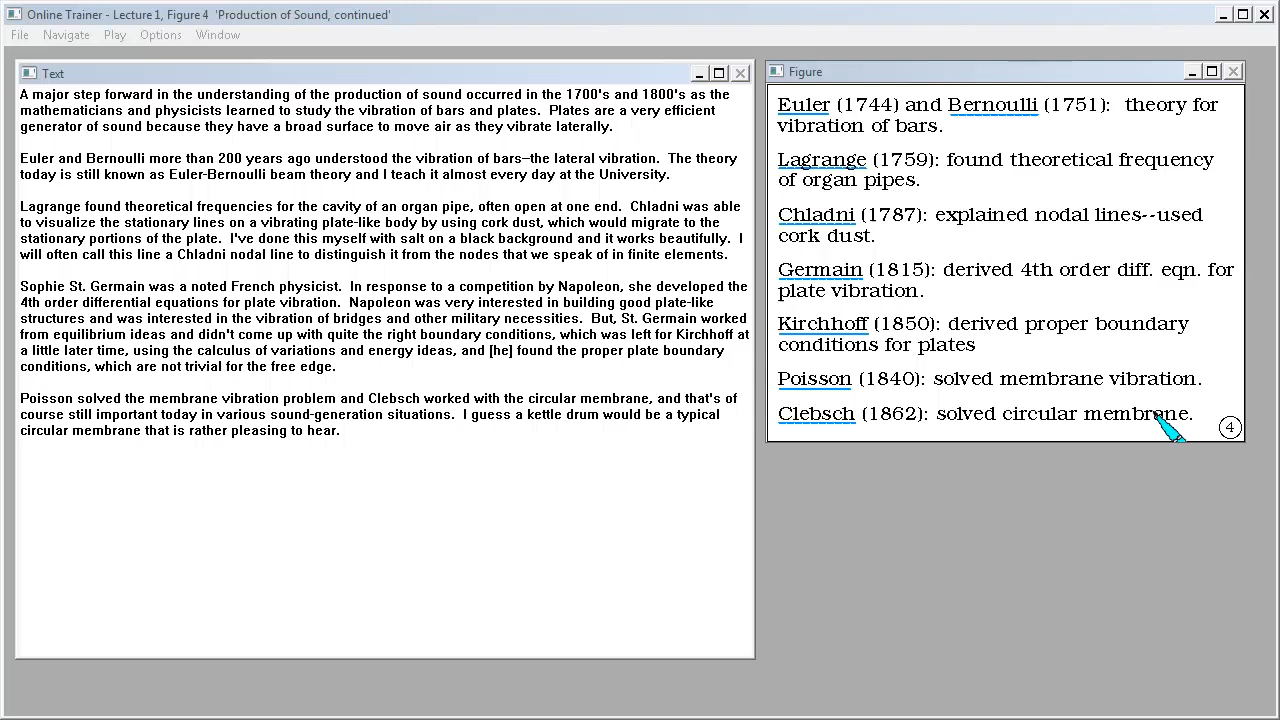 Online Trainer - Lecture 1, Figure 4  'Production of Sound, continued'
File Navigate Play Options Window
Text
A major step forward in the understanding of the production of sound occurred in the 1700's and 1800's as the
mathematicians and physicists learned to study the vibration of bars and plates.  Plates are a very efficient
generator of sound because they have a broad surface to move air as they vibrate laterally.
Euler and Bernoulli more than 200 years ago understood the vibration of bars--the lateral vibration.  The theory
today is still known as Euler-Bernoulli beam theory and I teach it almost every day at the University.
Lagrange found theoretical frequencies for the cavity of an organ pipe, often open at one end.  Chladni was able
to visualize the stationary lines on a vibrating plate-like body by using cork dust, which would migrate to the
stationary portions of the plate.  I've done this myself with salt on a black background and it works beautifully.  I
will often call this line a Chladni nodal line to distinguish it from the nodes that we speak of in finite elements.
Sophie St. Germain was a noted French physicist.  In response to a competition by Napoleon, she developed the
4th order differential equations for plate vibration.  Napoleon was very interested in building good plate-like
structures and was interested in the vibration of bridges and other military necessities.  But, St. Germain worked
from equilibrium ideas and didn't come up with quite the right boundary conditions, which was left for Kirchhoff at
a little later time, using the calculus of variations and energy ideas, and [he] found the proper plate boundary
conditions, which are not trivial for the free edge.
Poisson solved the membrane vibration problem and Clebsch worked with the circular membrane, and that's of
course still important today in various sound-generation situations.  I guess a kettle drum would be a typical
circular membrane that is rather pleasing to hear.
Figure
Euler (1744) and Bernoulli (1751):  theory for
vibration of bars.
Lagrange (1759): found theoretical frequency
of organ pipes.
Chladni (1787): explained nodal lines--used
cork dust.
Germain (1815): derived 4th order diff. eqn. for
plate vibration.
Kirchhoff (1850): derived proper boundary
conditions for plates
Poisson (1840): solved membrane vibration.
Clebsch (1862): solved circular membrane.
4